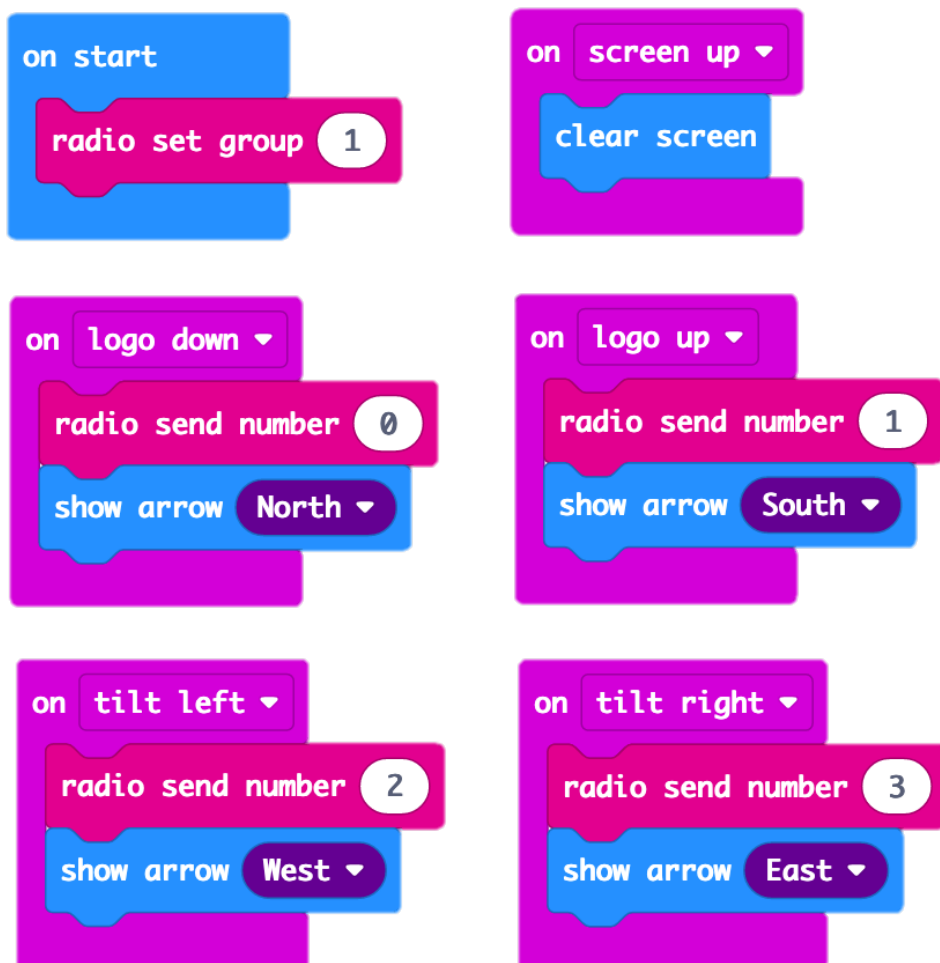 on start
radio set group 1
on screen up
clear screen
on logo down
radio send number 0
show arrow North
on logo up
radio send number 1
show arrow South
on tilt left
radio send number 2
show arrow West
on tilt right
radio send number 3
show arrow East